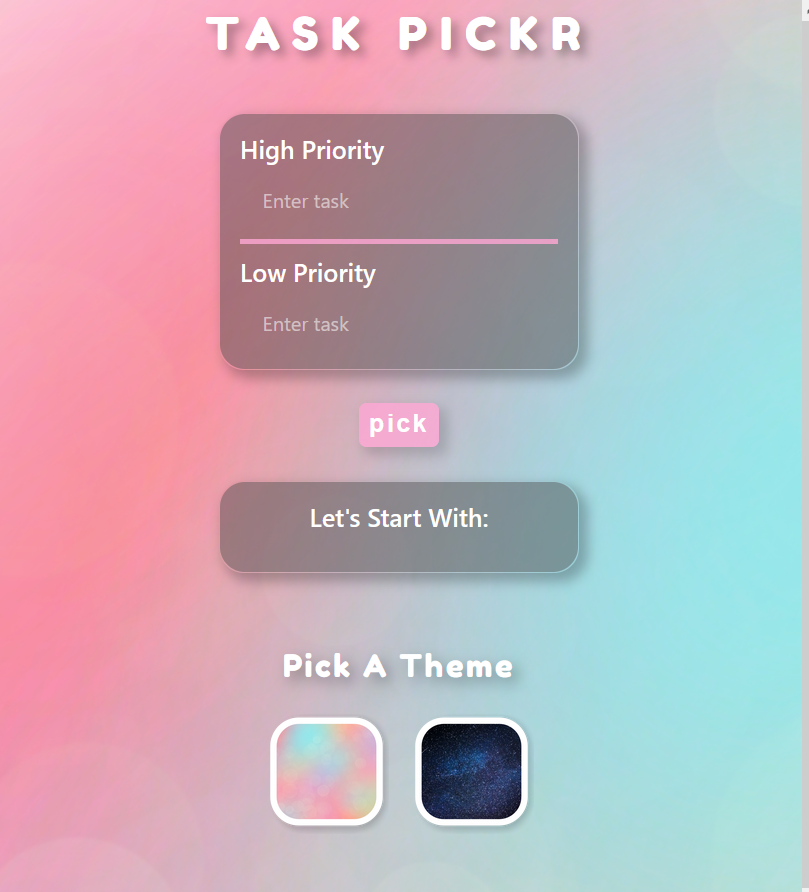 TASK PICKR
High Priority
Enter task
Low Priority
Enter task
pick
Let's Start With:
Pick A Theme